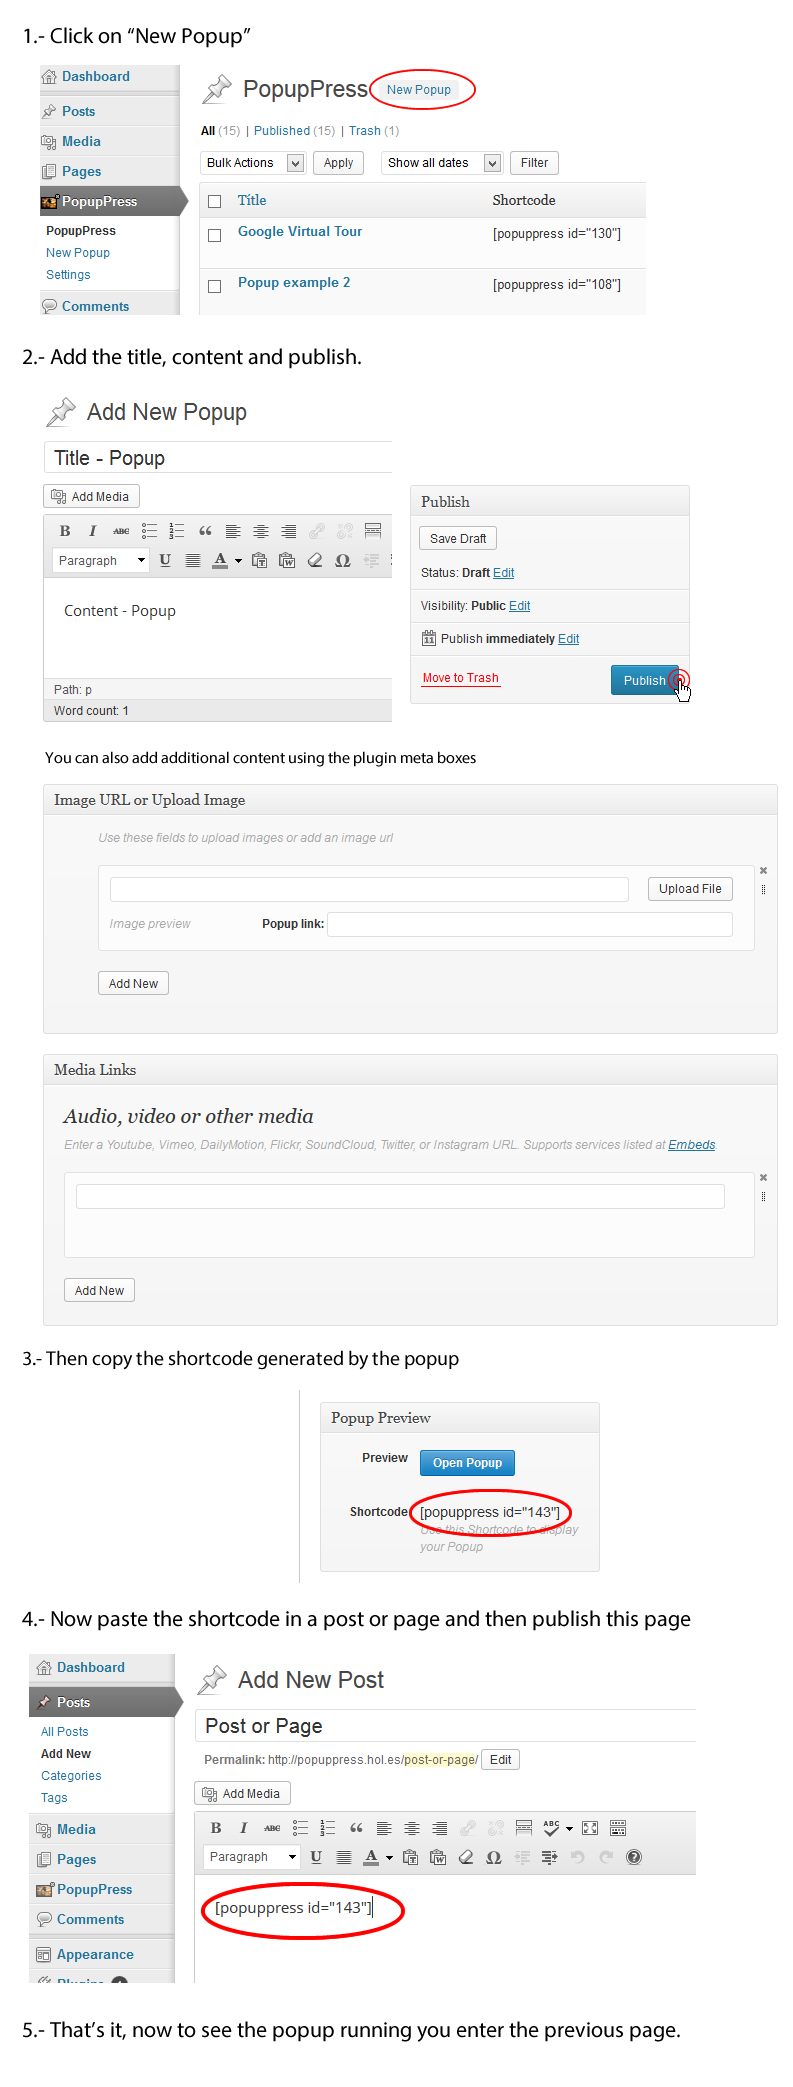 1.- Click on “New Popup”
Dashboard
Posts
Media
Pages
PopupPress
PopupPress
New Popup
Settings
Comments
PopupPress New Popup
All (15) | Published (15) | Trash (1)
Bulk Actions Apply Show all dates Filter
Title Shortcode
Google Virtual Tour [popuppress id="130"]
Popup example 2 [popuppress id="108"]
2.- Add the title, content and publish.
Add New Popup
Title - Popup
Add Media
B I ABC
Paragraph U A Ω
Content - Popup
Path: p
Word count: 1
Publish
Save Draft
Status: Draft Edit
Visibility: Public Edit
11 Publish immediately Edit
Move to Trash Publish
You can also add additional content using the plugin meta boxes
Image URL or Upload Image
Use these fields to upload images or add an image url
Upload File
Image preview Popup link:
Add New
Media Links
Audio, video or other media
Enter a Youtube, Vimeo, DailyMotion, Flickr, SoundCloud, Twitter, or Instagram URL. Supports services listed at Embeds.
Add New
3.- Then copy the shortcode generated by the popup
Popup Preview
Preview Open Popup
Shortcode [popuppress id="143"]
Use this Shortcode to display
your Popup
4.- Now paste the shortcode in a post or page and then publish this page
Dashboard
Posts
All Posts
Add New
Categories
Tags
Media
Pages
PopupPress
Comments
Appearance
Plugins
Add New Post
Post or Page
Permalink: http://popuppress.hol.es/post-or-page/ Edit
Add Media
B I ABC ABC
Paragraph U A Ω ?
[popuppress id="143"]
5.- That’s it, now to see the popup running you enter the previous page.